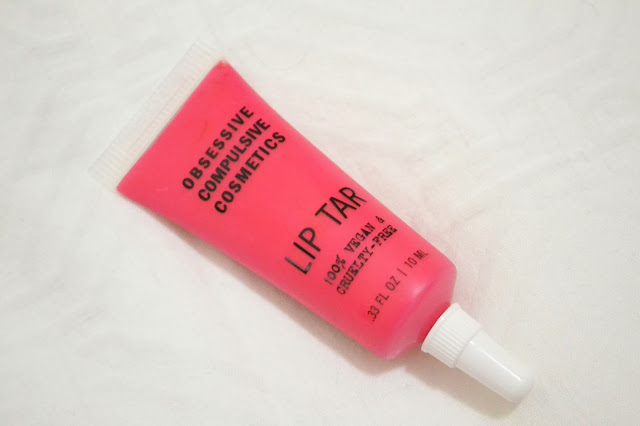 OBSESSIVE
COMPULSIVE
COSMETICS
LIP TAR
100% VEGAN &
CRUELTY-FREE
.33 FL OZ | 10 ML